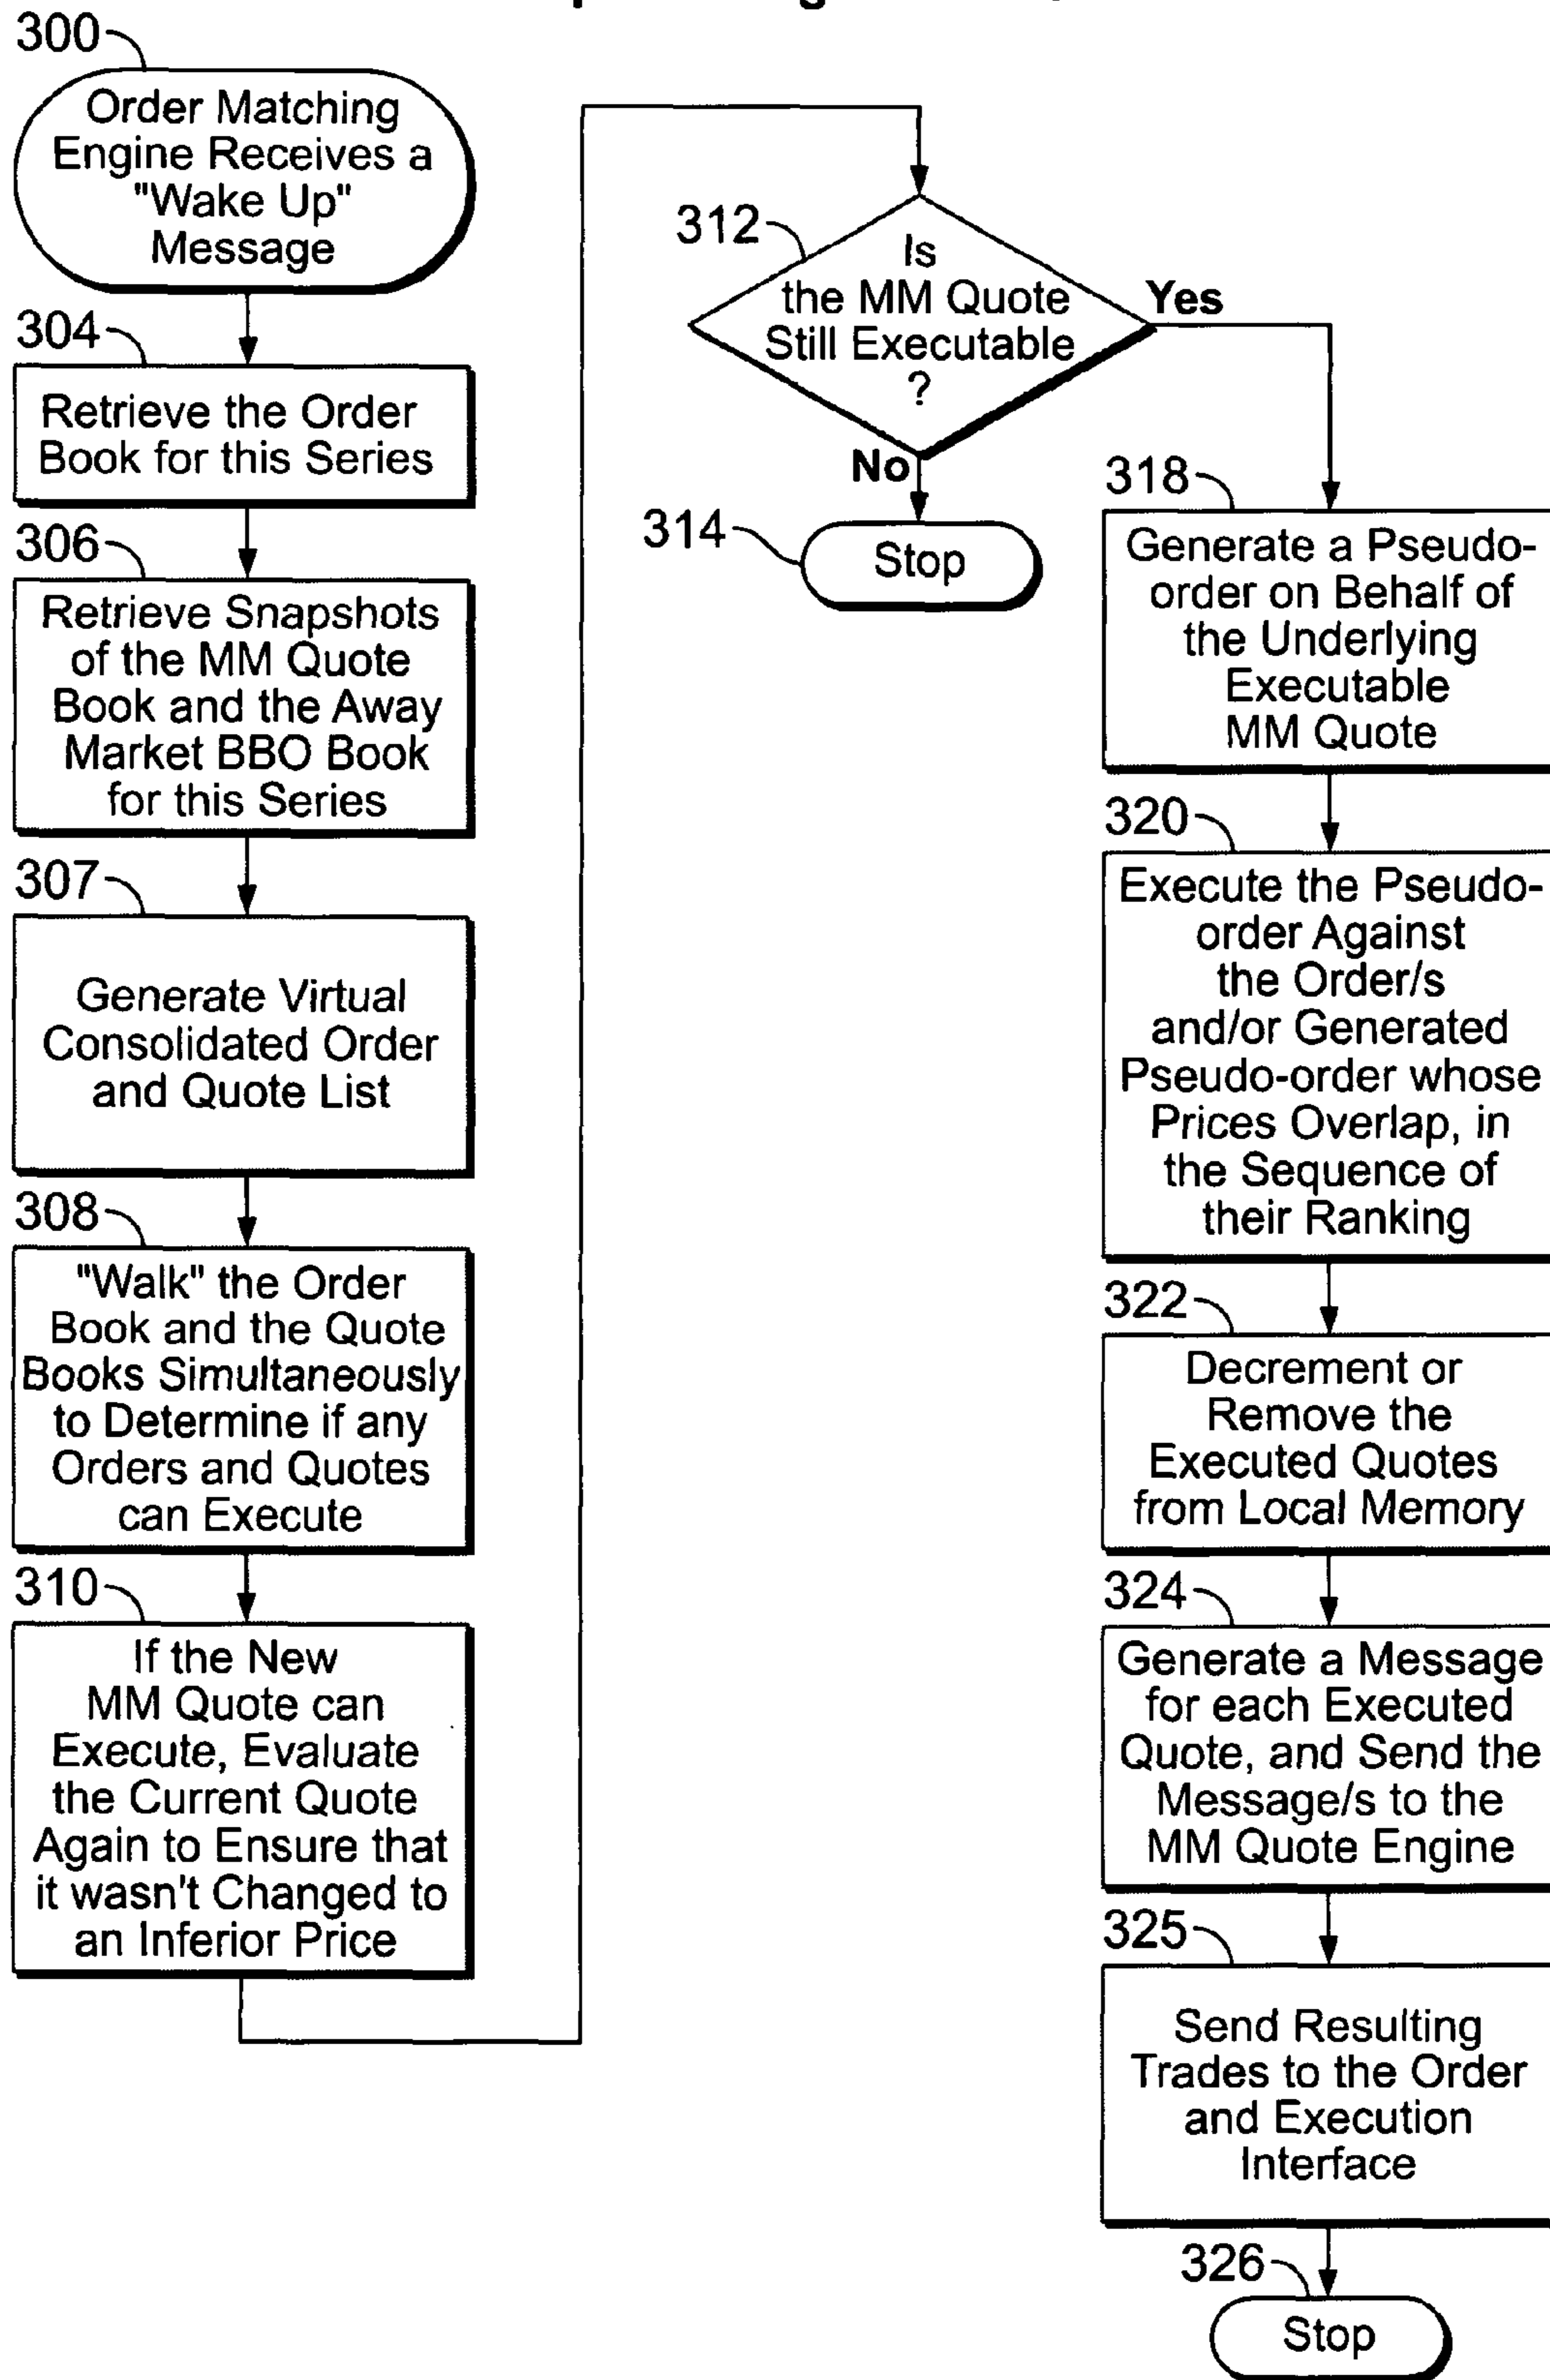 300
Order Matching
Engine Receives a
"Wake Up"
Message
304
Retrieve the Order
Book for this Series
306
Retrieve Snapshots
of the MM Quote
Book and the Away
Market BBO Book
for this Series
307
Generate Virtual
Consolidated Order
and Quote List
308
"Walk" the Order
Book and the Quote
Books Simultaneously
to Determine if any
Orders and Quotes
can Execute
310
If the New
MM Quote can
Execute, Evaluate
the Current Quote
Again to Ensure that
it wasn't Changed to
an Inferior Price
312
Is
the MM Quote
Still Executable
?
Yes
No
314
Stop
318
Generate a Pseudo-
order on Behalf of
the Underlying
Executable
MM Quote
320
Execute the Pseudo-
order Against
the Order/s
and/or Generated
Pseudo-order whose
Prices Overlap, in
the Sequence of
their Ranking
322
Decrement or
Remove the
Executed Quotes
from Local Memory
324
Generate a Message
for each Executed
Quote, and Send the
Message/s to the
MM Quote Engine
325
Send Resulting
Trades to the Order
and Execution
Interface
326
Stop